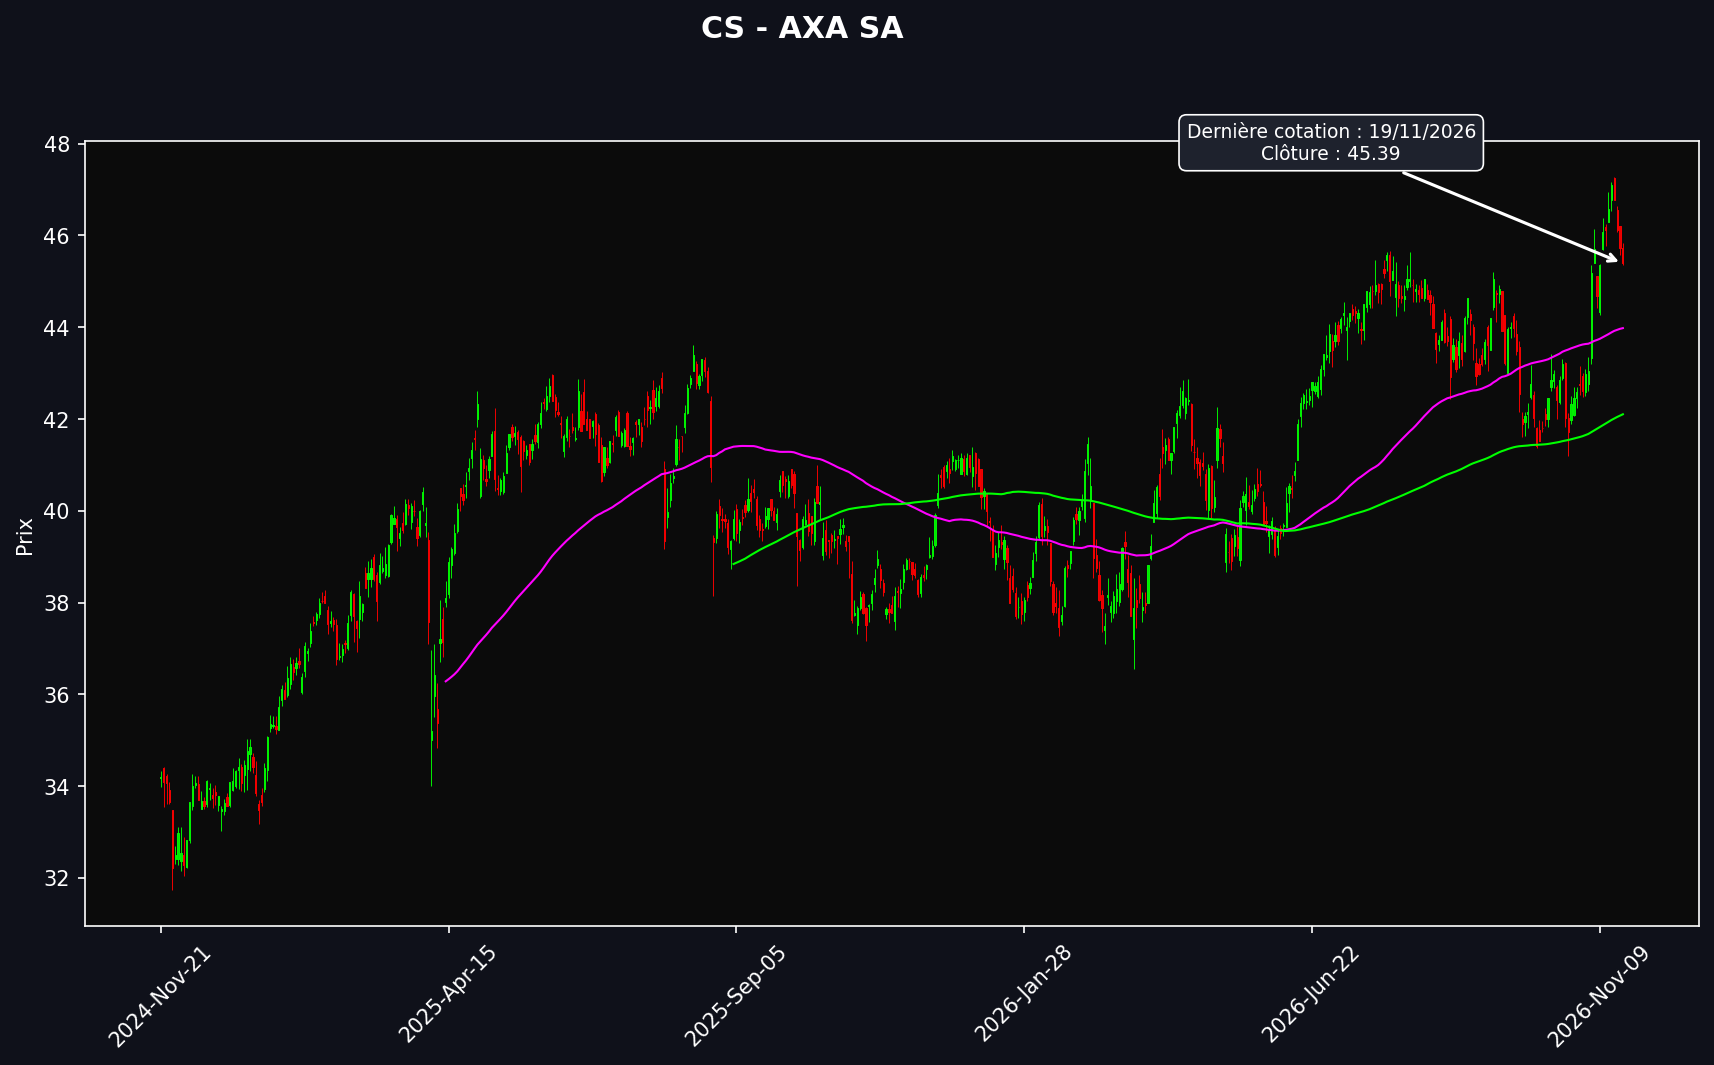 CS - AXA SA
Dernière cotation : 19/11/2026
Clôture : 45.39
Prix
48
46
44
42
40
38
36
34
32
2024-Nov-21
2025-Apr-15
2025-Sep-05
2026-Jan-28
2026-Jun-22
2026-Nov-09